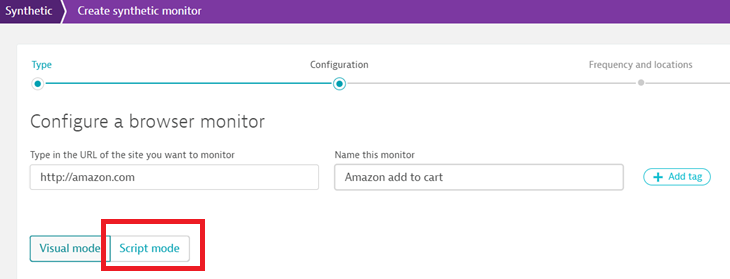 Synthetic Create synthetic monitor
Type Configuration Frequency and locations
Configure a browser monitor
Type in the URL of the site you want to monitor Name this monitor
http://amazon.com Amazon add to cart + Add tag
Visual mode Script mode